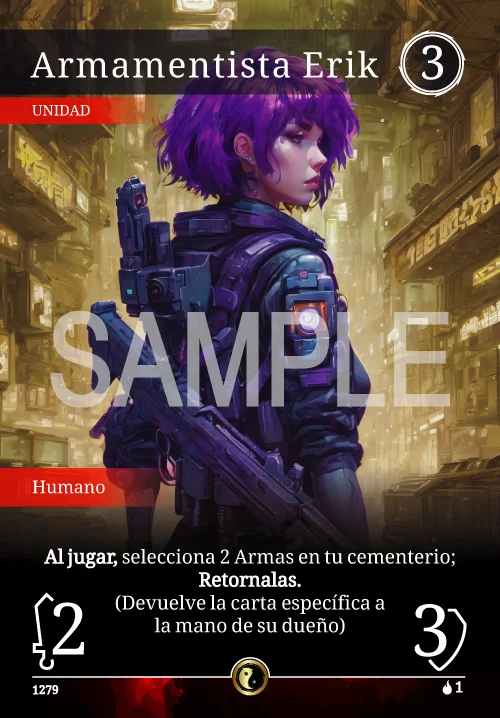 Armamentista Erik 3
UNIDAD
SAMPLE
Humano
Al jugar, selecciona 2 Armas en tu cementerio;
Retornalas.
(Devuelve la carta específica a
la mano de su dueño)
2 3
1279 1